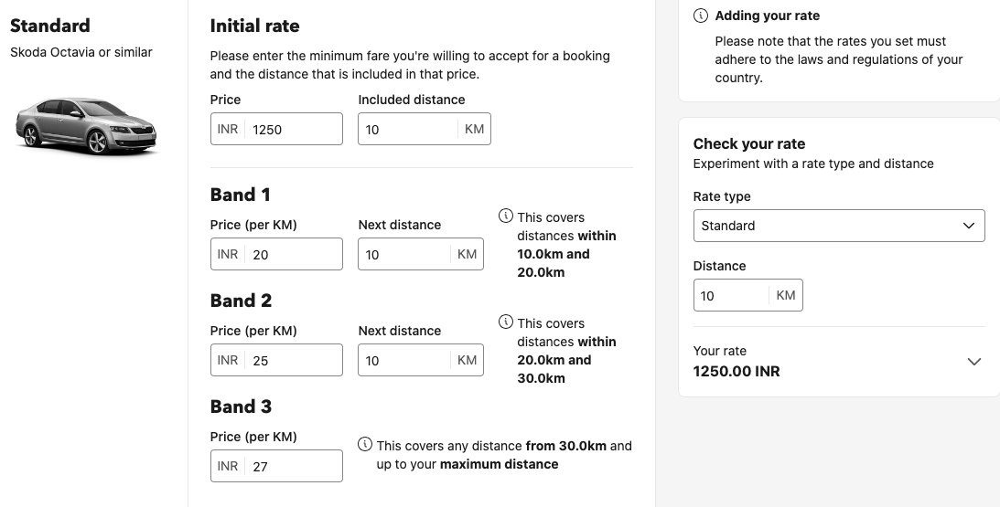 Standard
Skoda Octavia or similar
Initial rate
Please enter the minimum fare you're willing to accept for a booking
and the distance that is included in that price.
Price
Included distance
INR 1250
10 KM
Band 1
Price (per KM)
Next distance
INR 20
10 KM
This covers
distances within
10.0km and
20.0km
Band 2
Price (per KM)
Next distance
INR 25
10 KM
This covers
distances within
20.0km and
30.0km
Band 3
Price (per KM)
INR 27
This covers any distance from 30.0km and
up to your maximum distance
Adding your rate
Please note that the rates you set must
adhere to the laws and regulations of your
country.
Check your rate
Experiment with a rate type and distance
Rate type
Standard
Distance
10 KM
Your rate
1250.00 INR